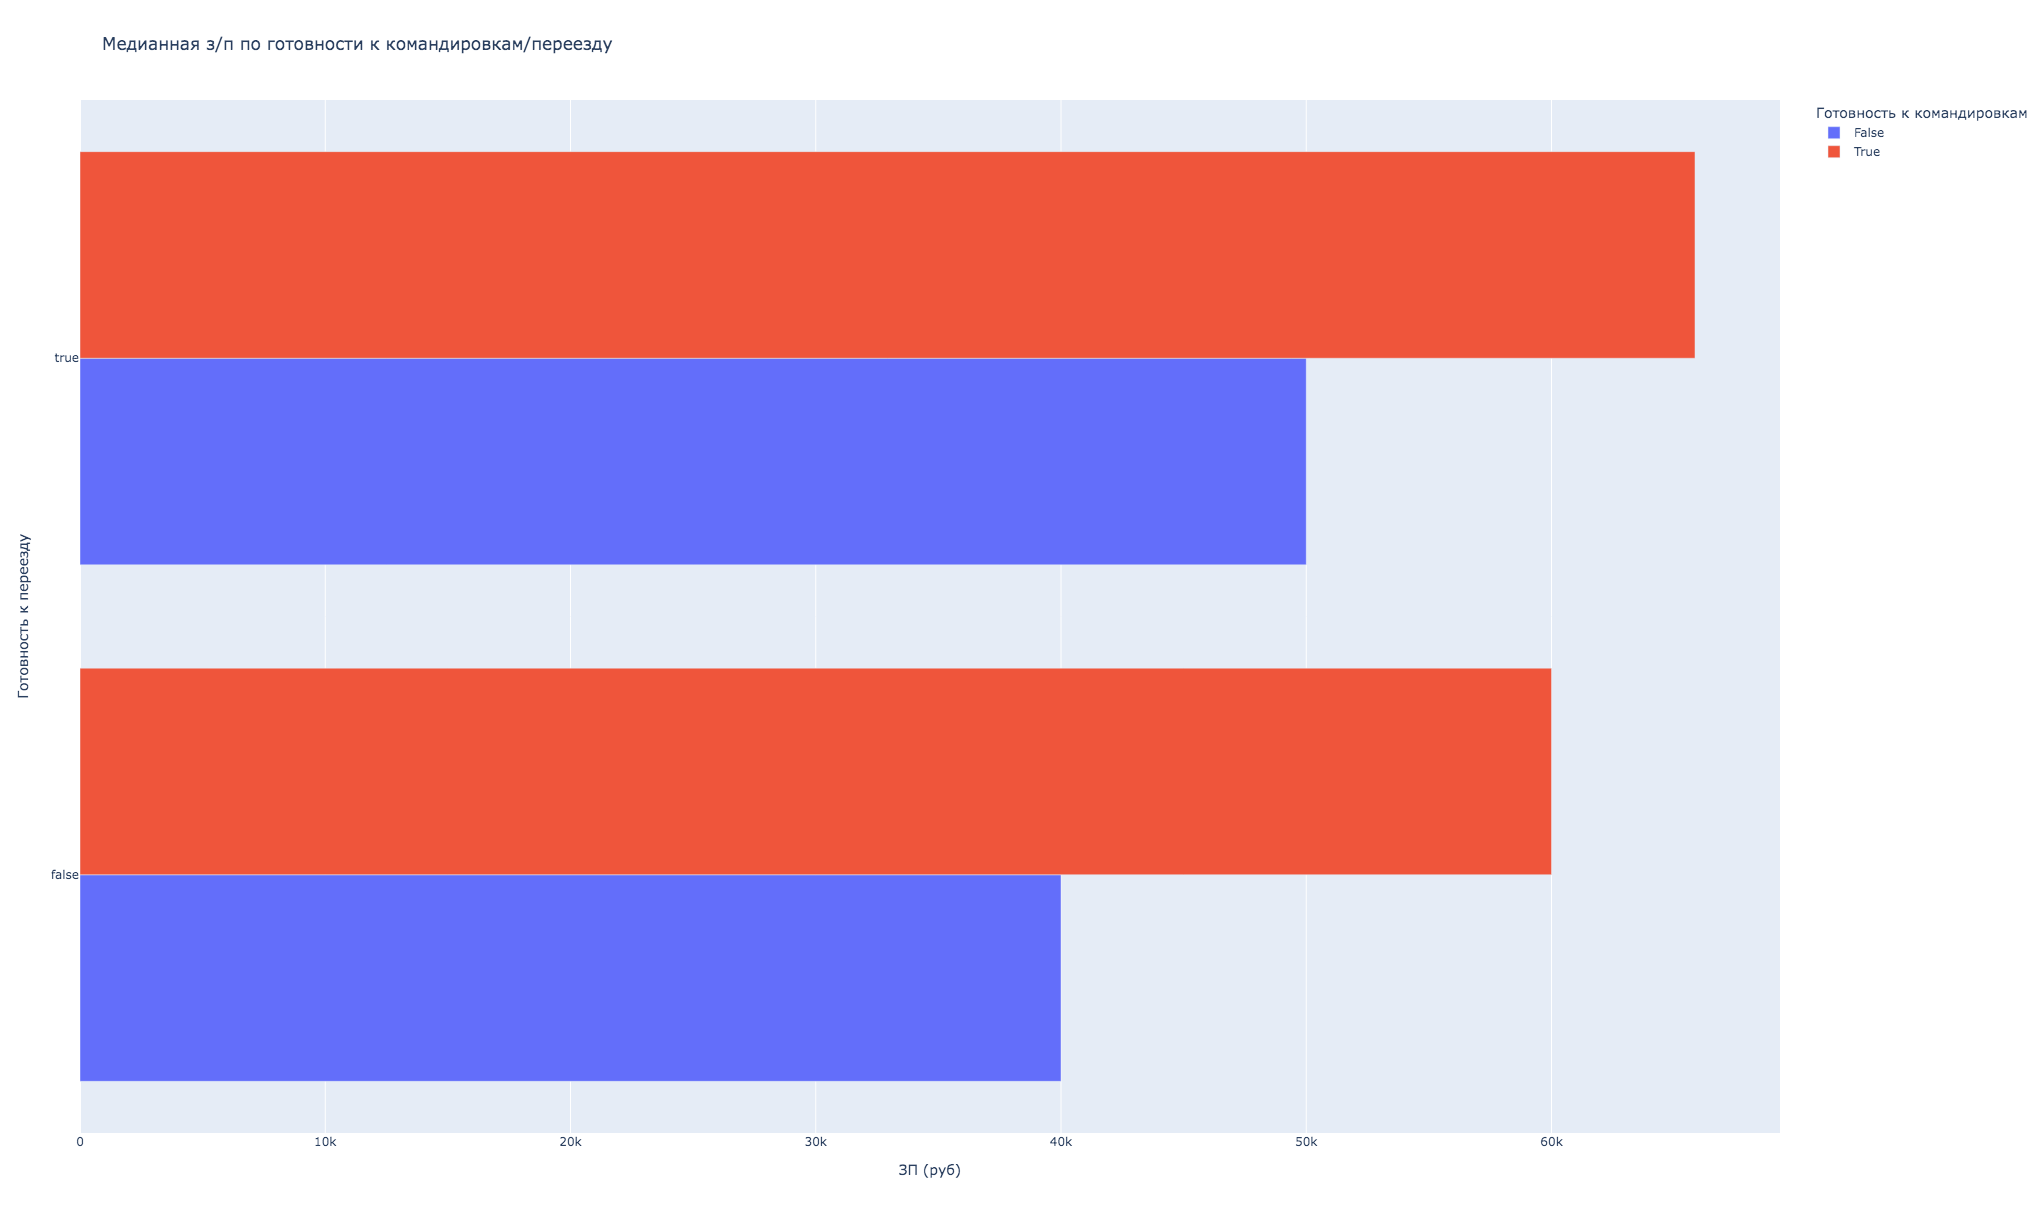 Медианная з/п по готовности к командировкам/переезду
Готовность к командировкам
False
True
Готовность к переезду
true
false
0 10k 20k 30k 40k 50k 60k
ЗП (руб)